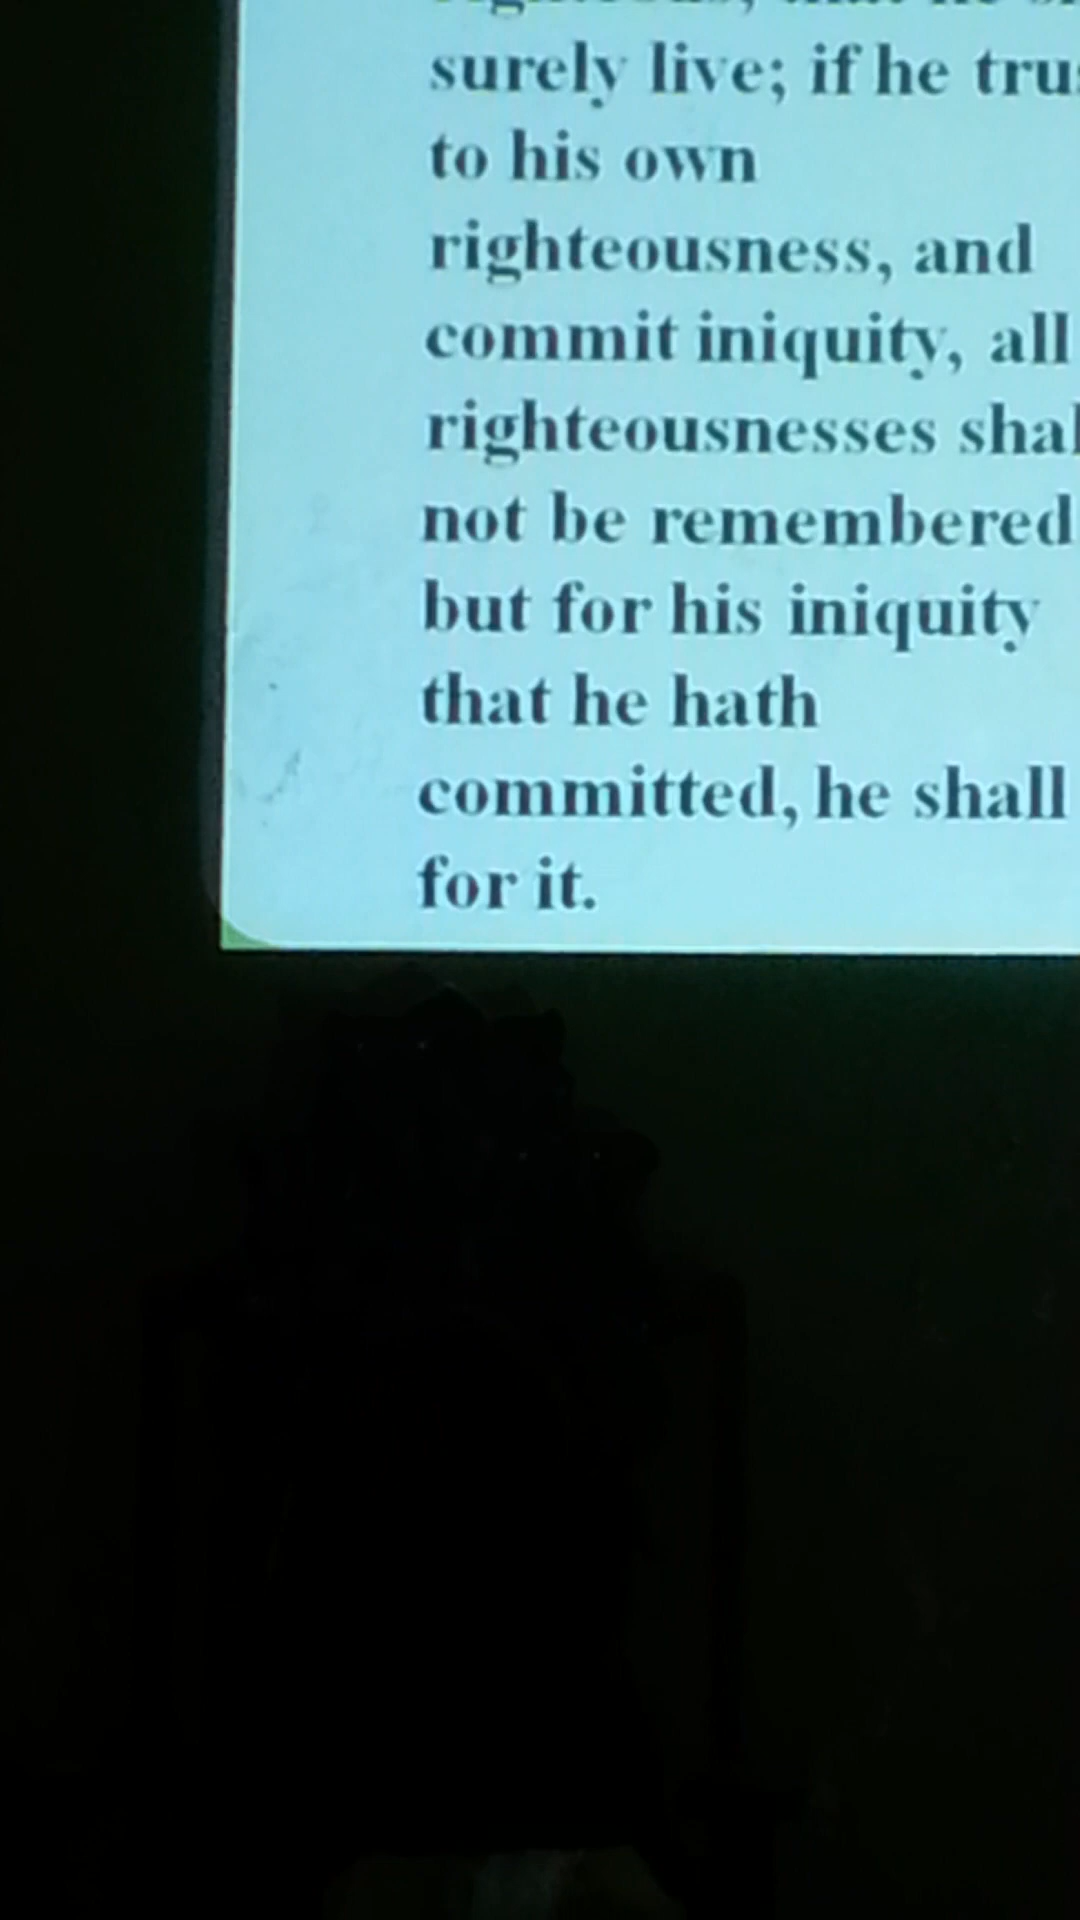 surely live; if he
to his own
righteousness, and
commit iniquity, all
righteousnesses
not be remembered
but for his iniquity
that he hath
committed, he shall
for it.